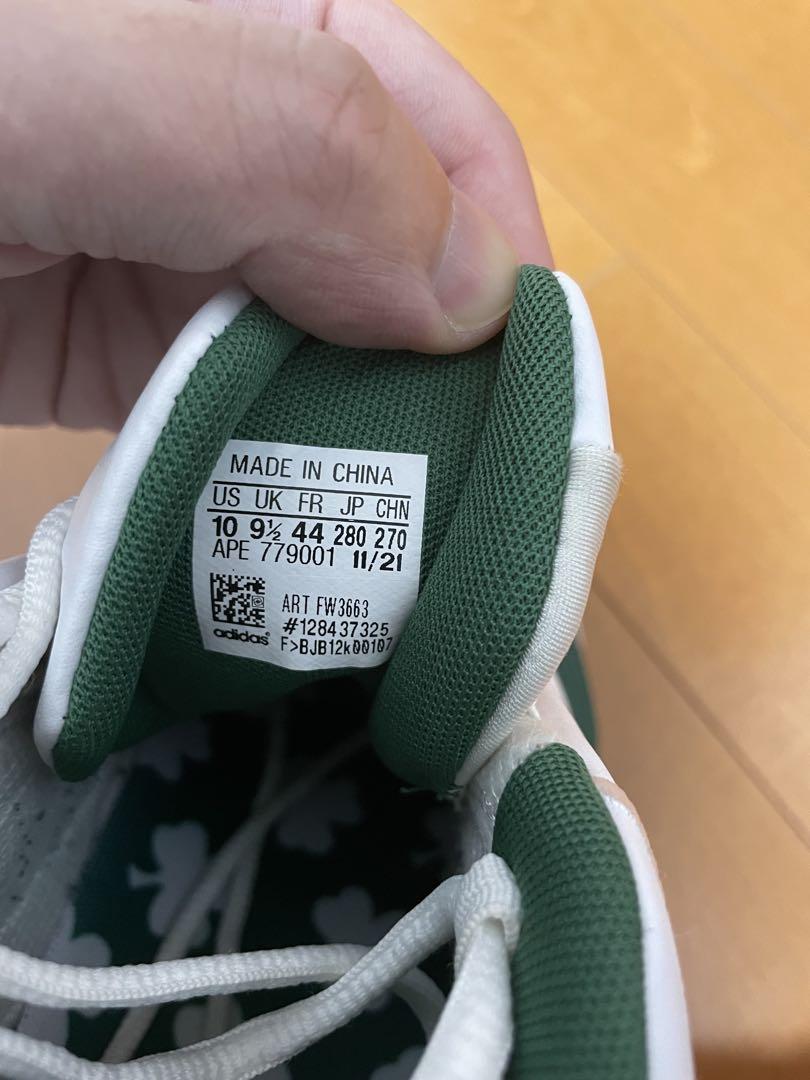 MADE IN CHINA
US UK FR JP CHN
10 9½ 44 280 270
APE 779001 11/21
ART FW3663
#128437325
adidas F>BJB12k00107